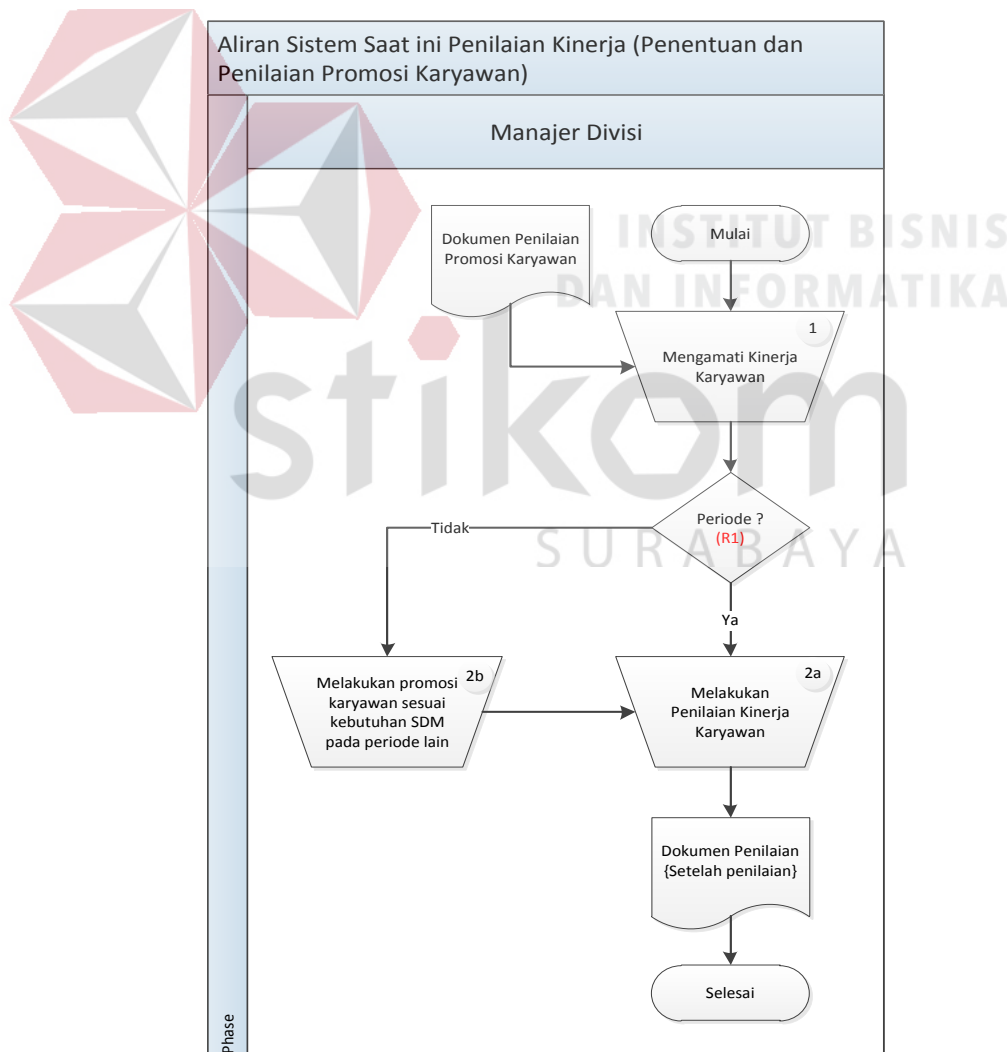 Aliran Sistem Saat ini Penilaian Kinerja (Penentuan dan
Penilaian Promosi Karyawan)
Manajer Divisi
Dokumen Penilaian
Promosi Karyawan
Mulai
INSTITUT BISNIS
DAN INFORMATIKA
1
Mengamati Kinerja
Karyawan
stikom
SURABAYA
Periode ?
(R1)
Tidak
Ya
2b
Melakukan promosi
karyawan sesuai
kebutuhan SDM
pada periode lain
2a
Melakukan
Penilaian Kinerja
Karyawan
Dokumen Penilaian
{Setelah penilaian}
Selesai
Phase